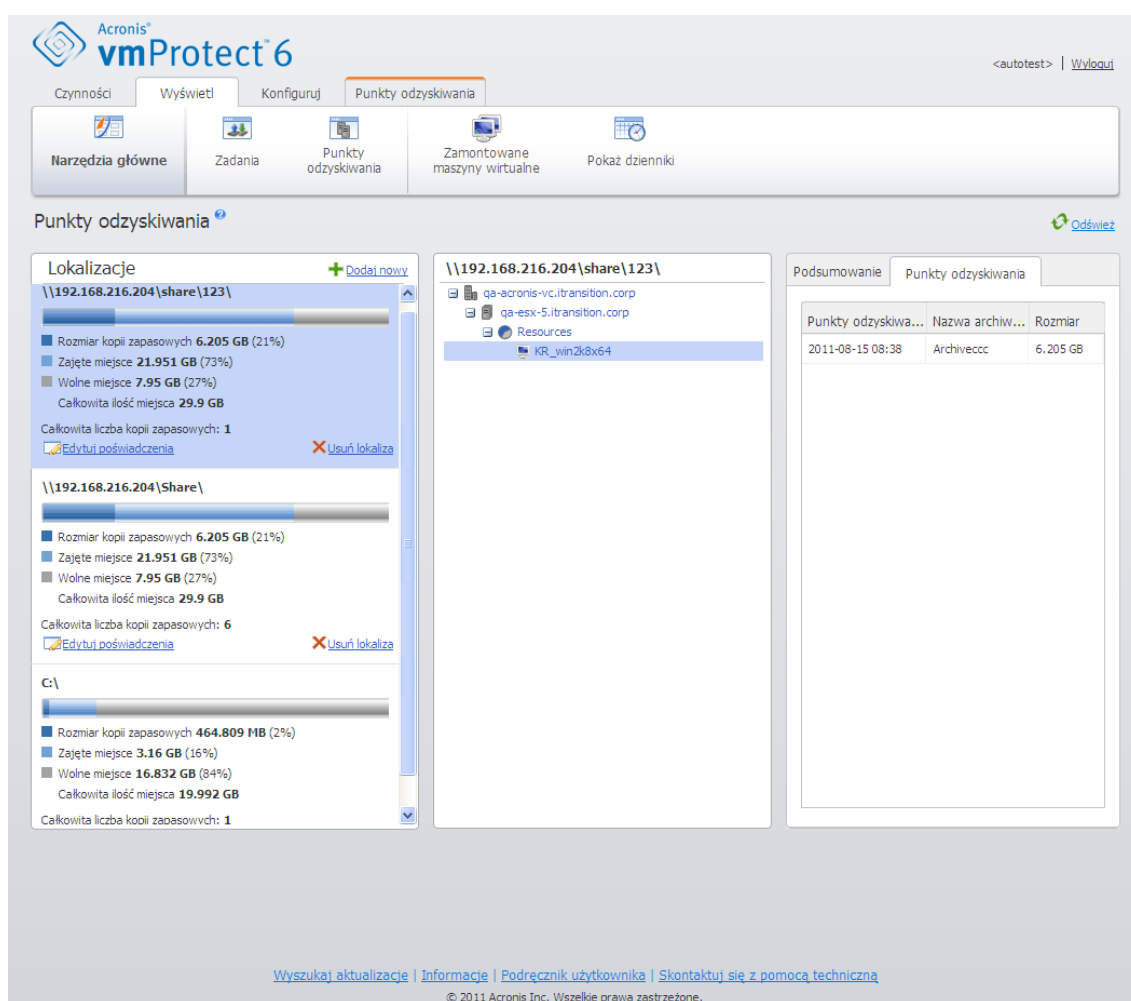 Acronis®
vmProtect™ 6
<autotest> | Wyloguj
Czynności Wyświetl Konfiguruj Punkty odzyskiwania
Narzędzia główne
Zadania
Punkty
odzyskiwania
Zamontowane
maszyny wirtualne
Pokaż dzienniki
Punkty odzyskiwania
Odśwież
Lokalizacje
Dodaj nowy
\\192.168.216.204\share\123\
Rozmiar kopii zapasowych 6.205 GB (21%)
Zajęte miejsce 21.951 GB (73%)
Wolne miejsce 7.95 GB (27%)
Całkowita ilość miejsca 29.9 GB
Całkowita liczba kopii zapasowych: 1
Edytuj poświadczenia Usuń lokaliza
\\192.168.216.204\Share\
Rozmiar kopii zapasowych 6.205 GB (21%)
Zajęte miejsce 21.951 GB (73%)
Wolne miejsce 7.95 GB (27%)
Całkowita ilość miejsca 29.9 GB
Całkowita liczba kopii zapasowych: 6
Edytuj poświadczenia Usuń lokaliza
C:\
Rozmiar kopii zapasowych 464.809 MB (2%)
Zajęte miejsce 3.16 GB (16%)
Wolne miejsce 16.832 GB (84%)
Całkowita ilość miejsca 19.992 GB
Całkowita liczba kopii zapasowych: 1
\\192.168.216.204\share\123\
qa-acronis-vc.itransition.corp
qa-esx-5.itransition.corp
Resources
KR_win2k8x64
Podsumowanie Punkty odzyskiwania
Punkty odzyskiwa... Nazwa archiw... Rozmiar
2011-08-15 08:38 Archiveccc 6.205 GB
Wyszukaj aktualizacje | Informacje | Podręcznik użytkownika | Skontaktuj się z pomocą techniczną
© 2011 Acronis Inc. Wszelkie prawa zastrzeżone.